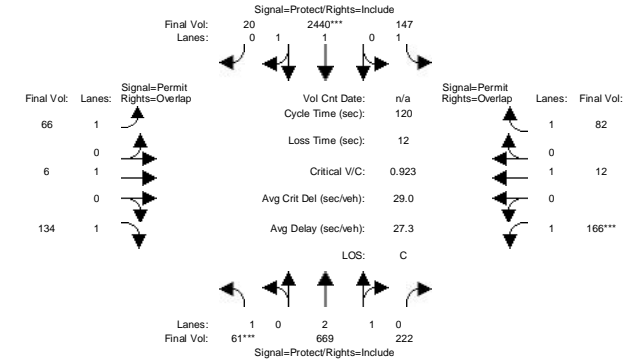 Signal=Protect/Rights=Include
Final Vol: 20 2440*** 147
Lanes: 0 1 1 0 1
Signal=Permit
Final Vol: Lanes: Rights=Overlap
Vol Cnt Date: n/a
Signal=Permit
Rights=Overlap Lanes: Final Vol:
Cycle Time (sec): 120
66 1
1 82
Loss Time (sec): 12
0
0
6 1
Critical V/C: 0.923
1 12
0
Avg Crit Del (sec/veh): 29.0
0
134 1
Avg Delay (sec/veh): 27.3
1 166***
LOS: C
Lanes: 1 0 2 1 0
Final Vol: 61*** 669 222
Signal=Protect/Rights=Include